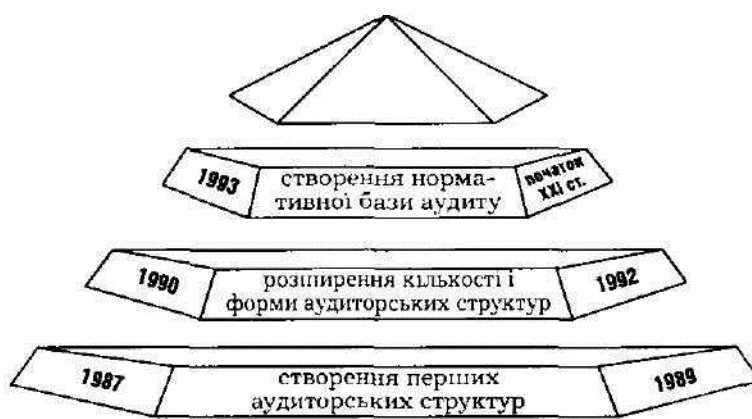 1993
створення норма-
тивної бази аудиту
початок
XXI ст.
1990
розширення кількості і
форми аудиторських структур
1992
1987
створення перших
аудиторських структур
1989